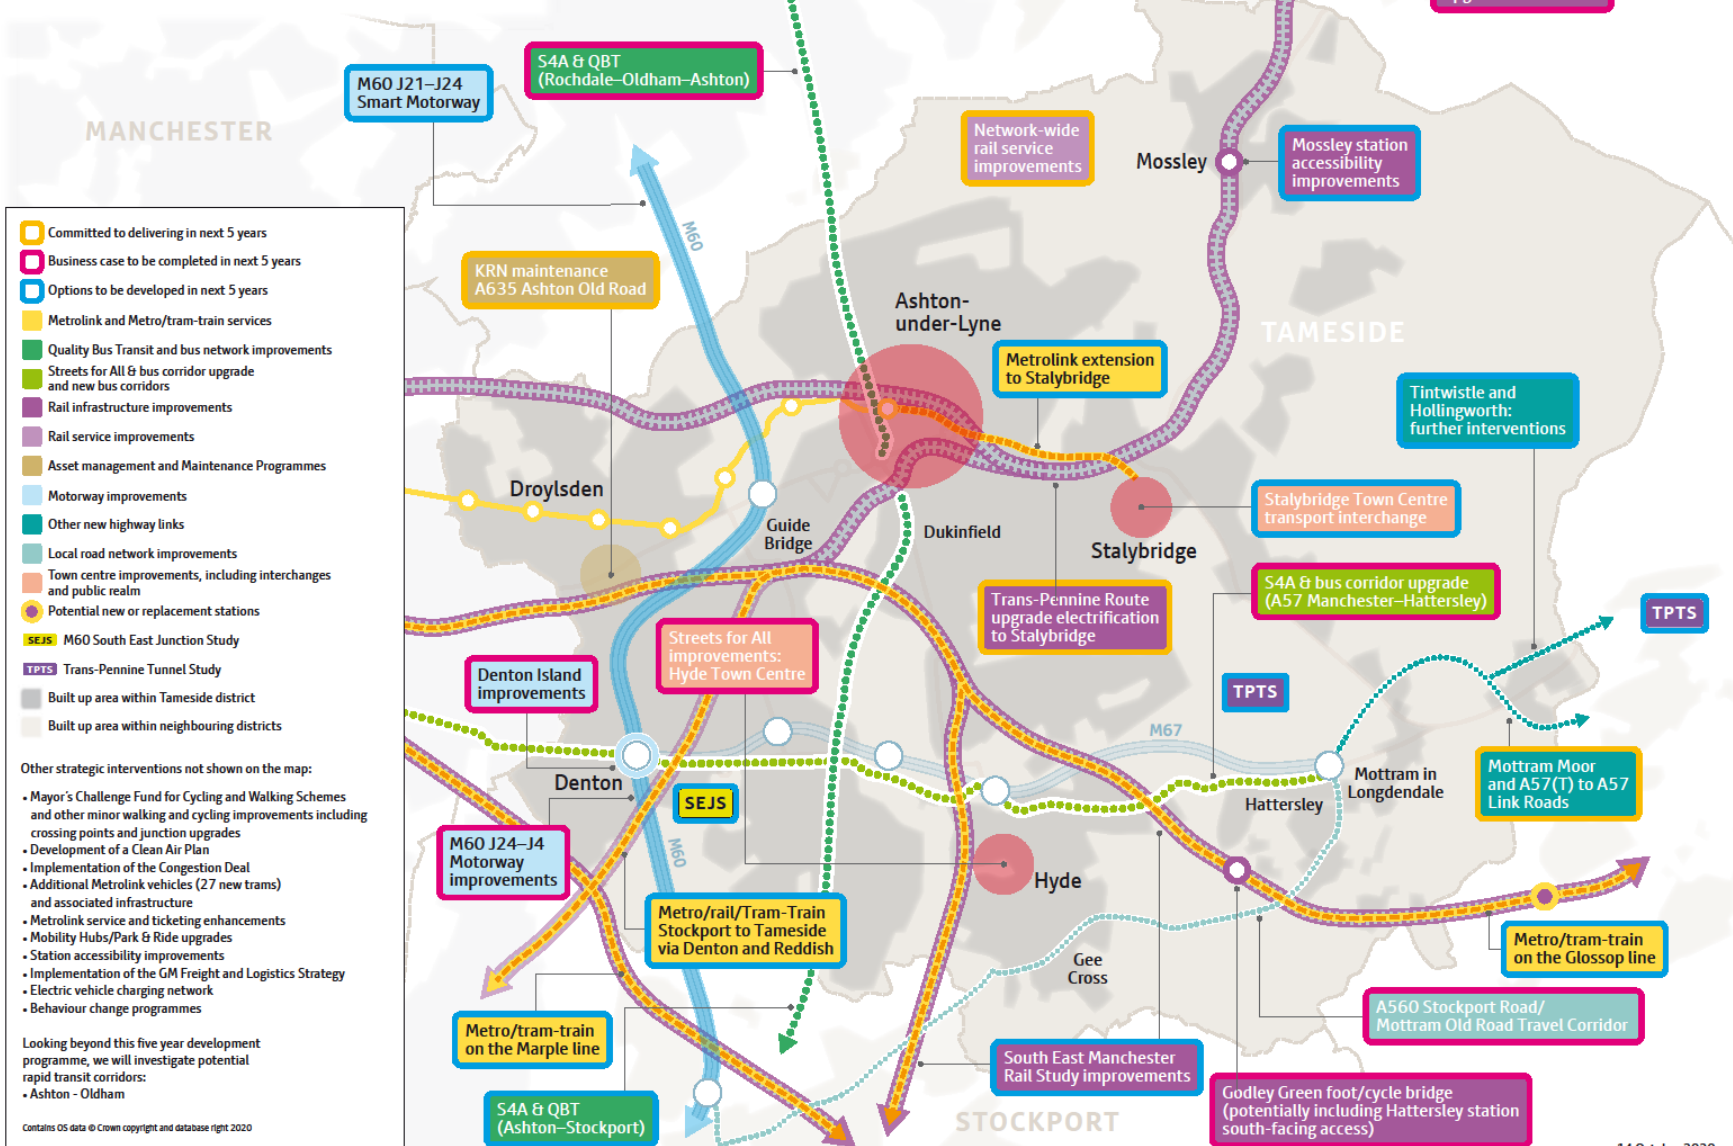 S4A & QBT
(Rochdale–Oldham–Ashton)
M60 J21–J24
Smart Motorway
MANCHESTER
Network-wide
rail service
improvements
Mossley
Mossley station
accessibility
improvements
M60
KRN maintenance
A635 Ashton Old Road
Ashton-
under-Lyne
TAMESIDE
Metrolink extension
to Stalybridge
Tintwistle and
Hollingworth:
further interventions
Droylsden
Guide
Bridge
Dukinfield
Stalybridge
Stalybridge Town Centre
transport interchange
Trans-Pennine Route
upgrade electrification
to Stalybridge
S4A & bus corridor upgrade
(A57 Manchester–Hattersley)
TPTS
Streets for All
improvements:
Hyde Town Centre
Denton Island
improvements
TPTS
M67
Denton
SEJS
Hattersley
Mottram in
Longdendale
Mottram Moor
and A57(T) to A57
Link Roads
M60 J24–J4
Motorway
improvements
M60
Hyde
Metro/rail/Tram-Train
Stockport to Tameside
via Denton and Reddish
Gee
Cross
Metro/tram-train
on the Glossop line
A560 Stockport Road/
Mottram Old Road Travel Corridor
Metro/tram-train
on the Marple line
South East Manchester
Rail Study improvements
S4A & QBT
(Ashton–Stockport)
STOCKPORT
Godley Green foot/cycle bridge
(potentially including Hattersley station
south-facing access)
Committed to delivering in next 5 years
Business case to be completed in next 5 years
Options to be developed in next 5 years
Metrolink and Metro/tram-train services
Quality Bus Transit and bus network improvements
Streets for All & bus corridor upgrade
and new bus corridors
Rail infrastructure improvements
Rail service improvements
Asset management and Maintenance Programmes
Motorway improvements
Other new highway links
Local road network improvements
Town centre improvements, including interchanges
and public realm
Potential new or replacement stations
SEJS M60 South East Junction Study
TPTS Trans-Pennine Tunnel Study
Built up area within Tameside district
Built up area within neighbouring districts
Other strategic interventions not shown on the map:
• Mayor's Challenge Fund for Cycling and Walking Schemes
and other minor walking and cycling improvements including
crossing points and junction upgrades
• Development of a Clean Air Plan
• Implementation of the Congestion Deal
• Additional Metrolink vehicles (27 new trams)
and associated infrastructure
• Metrolink service and ticketing enhancements
• Mobility Hubs/Park & Ride upgrades
• Station accessibility improvements
• Implementation of the GM Freight and Logistics Strategy
• Electric vehicle charging network
• Behaviour change programmes
Looking beyond this five year development
programme, we will investigate potential
rapid transit corridors:
• Ashton - Oldham
Contains OS data © Crown copyright and database right 2020